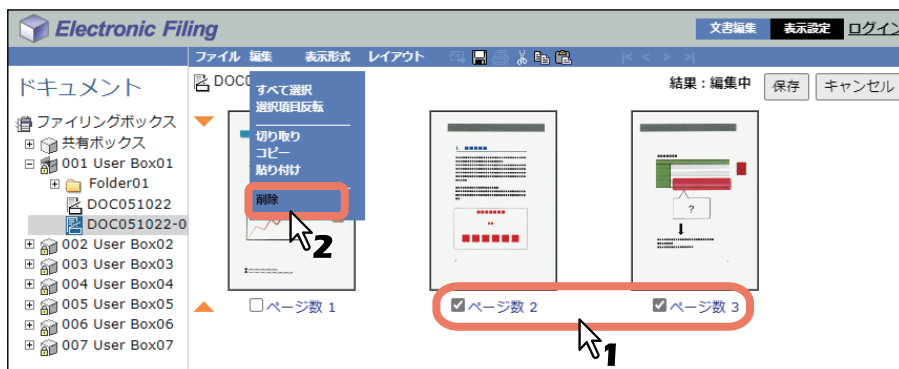 Electronic Filing
文書編集 表示設定 ログイン
ファイル 編集 表示形式 レイアウト |< < > >|
ドキュメント
DOC0
結果：編集中 保存 キャンセル
すべて選択
選択項目反転
切り取り
コピー
貼り付け
削除
2
ファイリングボックス
共有ボックス
001 User Box01
Folder01
DOC051022
DOC051022-0
002 User Box02
003 User Box03
004 User Box04
005 User Box05
006 User Box06
007 User Box07
?
ページ数 1
ページ数 2
ページ数 3
1